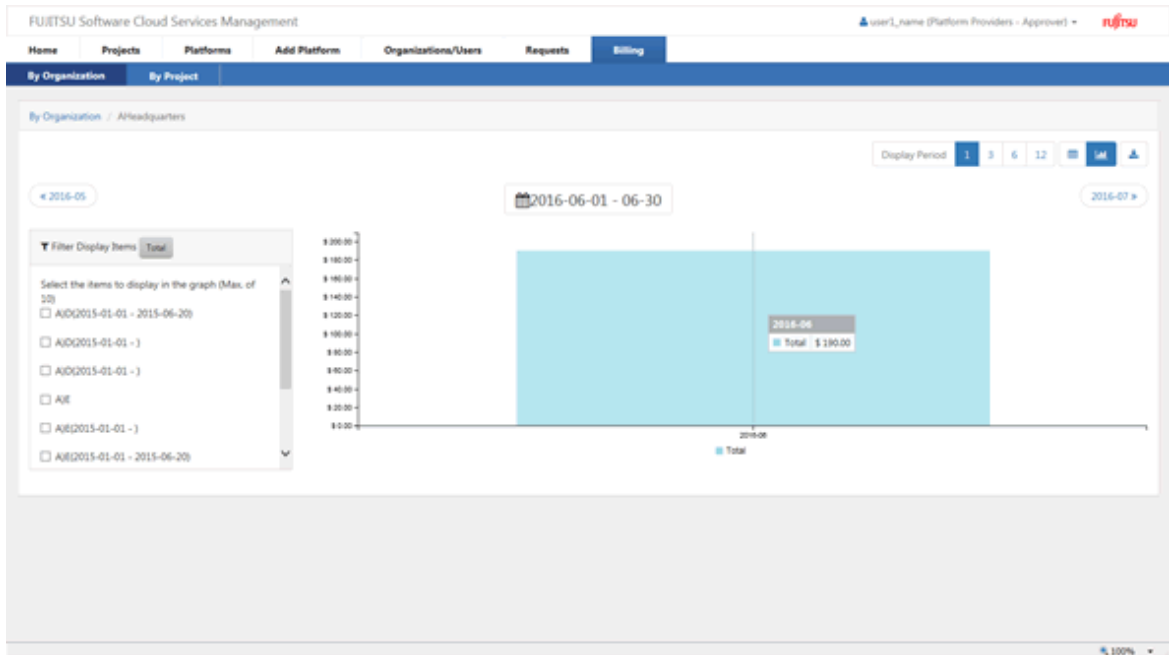 FUJITSU Software Cloud Services Management
user1_name (Platform Providers - Approver)
FUJITSU
Home Projects Platforms Add Platform Organizations/Users Requests Billing
By Organization By Project
By Organization / AHeadquarters
Display Period 1 3 6 12
« 2016-05
2016-06-01 - 06-30
2016-07 »
Filter Display Items Total
Select the items to display in the graph (Max. of
10)
A|D(2015-01-01 - 2015-06-20)
A|D(2015-01-01 - )
A|D(2015-01-01 - )
A|E
A|E(2015-01-01 - )
A|E(2015-01-01 - 2015-06-20)
$ 200.00
$ 180.00
$ 160.00
$ 140.00
$ 120.00
$ 100.00
$ 80.00
$ 60.00
$ 40.00
$ 20.00
$ 0.00
2016-06
Total $ 190.00
2016-06
Total
100%